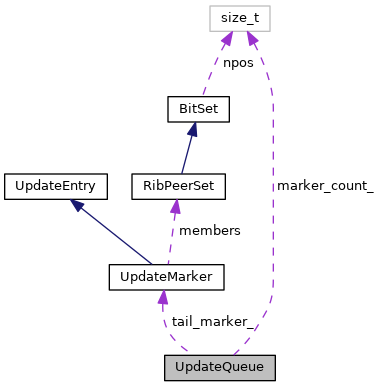 size_t
npos
BitSet
marker_count_
UpdateEntry
RibPeerSet
members
UpdateMarker
tail_marker_
UpdateQueue